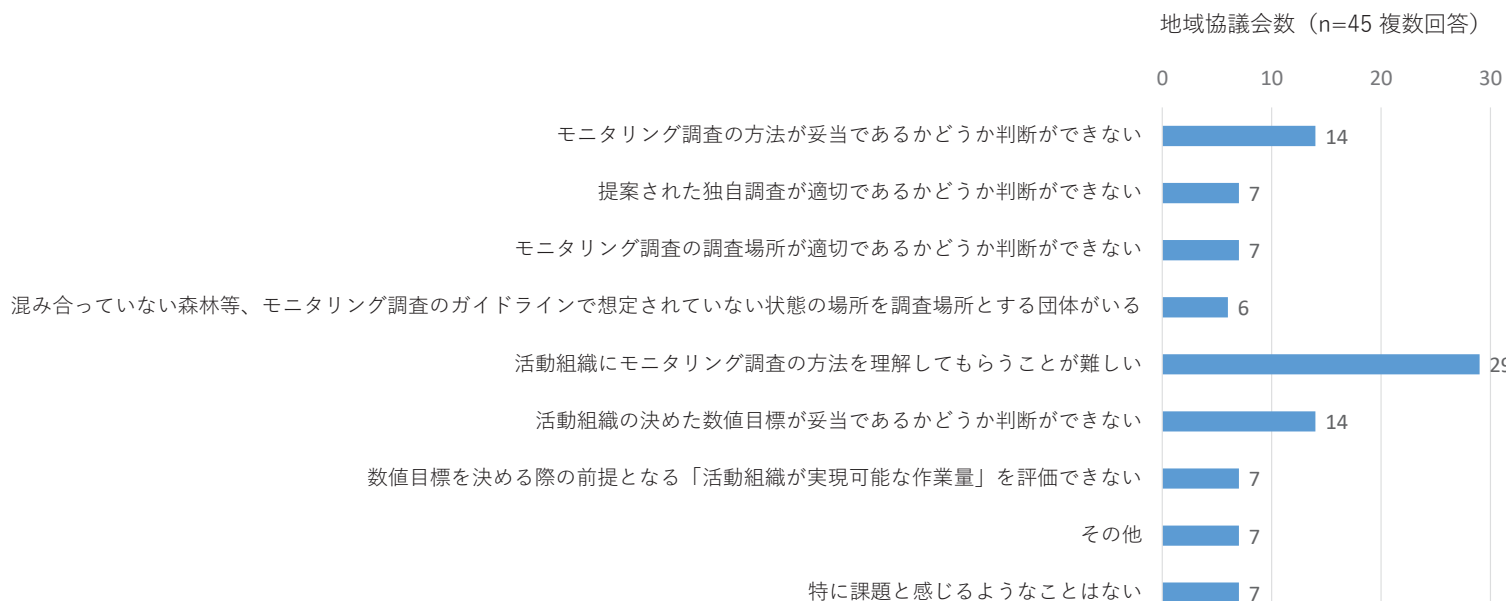 地域協議会数（n=45 複数回答）
0 10 20 30
モニタリング調査の方法が妥当であるかどうか判断ができない 14
提案された独自調査が適切であるかどうか判断ができない 7
モニタリング調査の調査場所が適切であるかどうか判断ができない 7
混み合っていない森林等、モニタリング調査のガイドラインで想定されていない状態の場所を調査場所とする団体がいる 6
活動組織にモニタリング調査の方法を理解してもらうことが難しい 29
活動組織の決めた数値目標が妥当であるかどうか判断ができない 14
数値目標を決める際の前提となる「活動組織が実現可能な作業量」を評価できない 7
その他 7
特に課題と感じるようなことはない 7